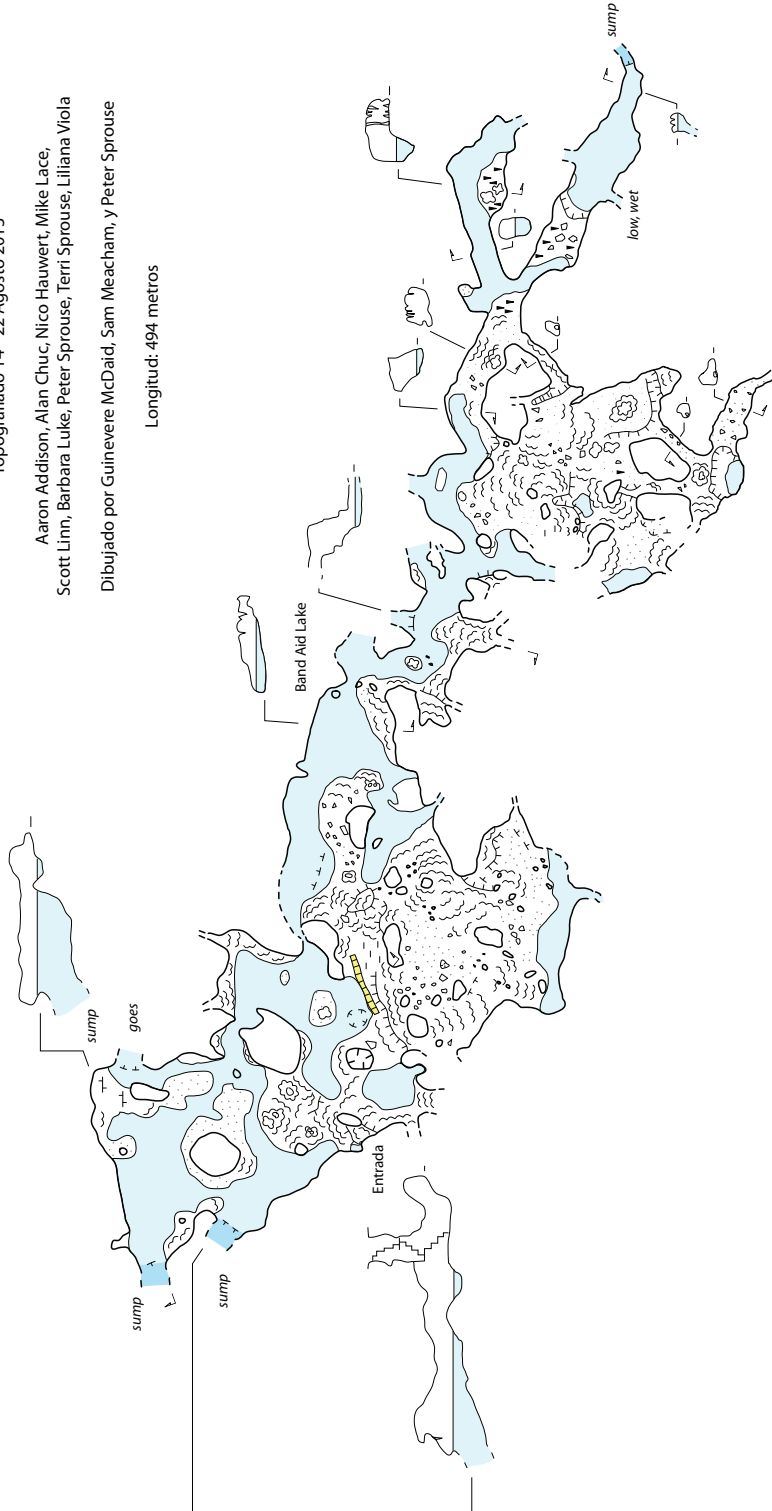 Topografiado 14 - 22 Agosto
Aaron Addison, Alan Chuc, Nico Hauwert, Mike Lace,
Scott Linn, Barbara Luke, Peter Sprouse, Terri Sprouse, Liliana Viola
Dibujado por Guinevere McDaid, Sam Meacham, y Peter Sprouse
Longitud: 494 metros
sump
low, wet
Band Aid Lake
sump
goes
Entrada
sump
sump